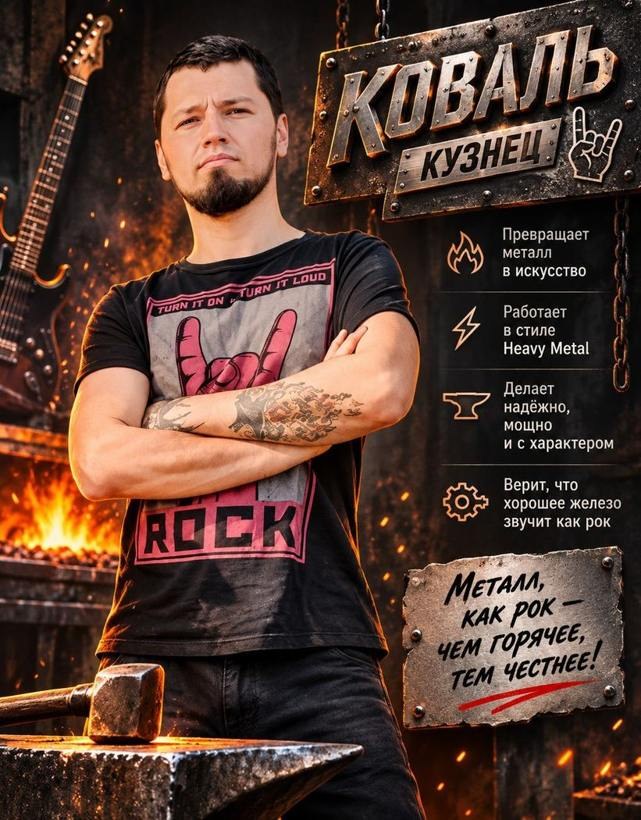 КОВАЛЬ
КУЗНЕЦ
Превращает
металл
в искусство
Работает
в стиле
Heavy Metal
Делает
надёжно,
мощно
и с характером
Верит, что
хорошее железо
звучит как рок
TURN IT ON TURN IT LOUD
ROCK
Металл,
как рок —
чем горячее,
тем честнее!